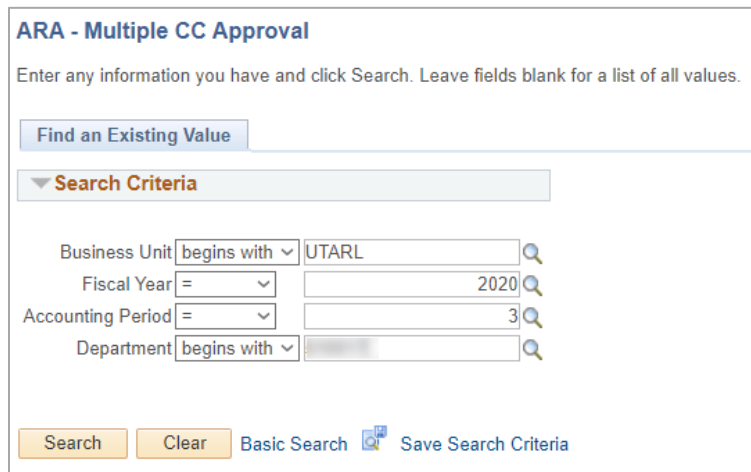 ARA - Multiple CC Approval
Enter any information you have and click Search. Leave fields blank for a list of all values.
Find an Existing Value
Search Criteria
Business Unit begins with UTARL
Fiscal Year = 2020
Accounting Period = 3
Department begins with
Search Clear Basic Search Save Search Criteria